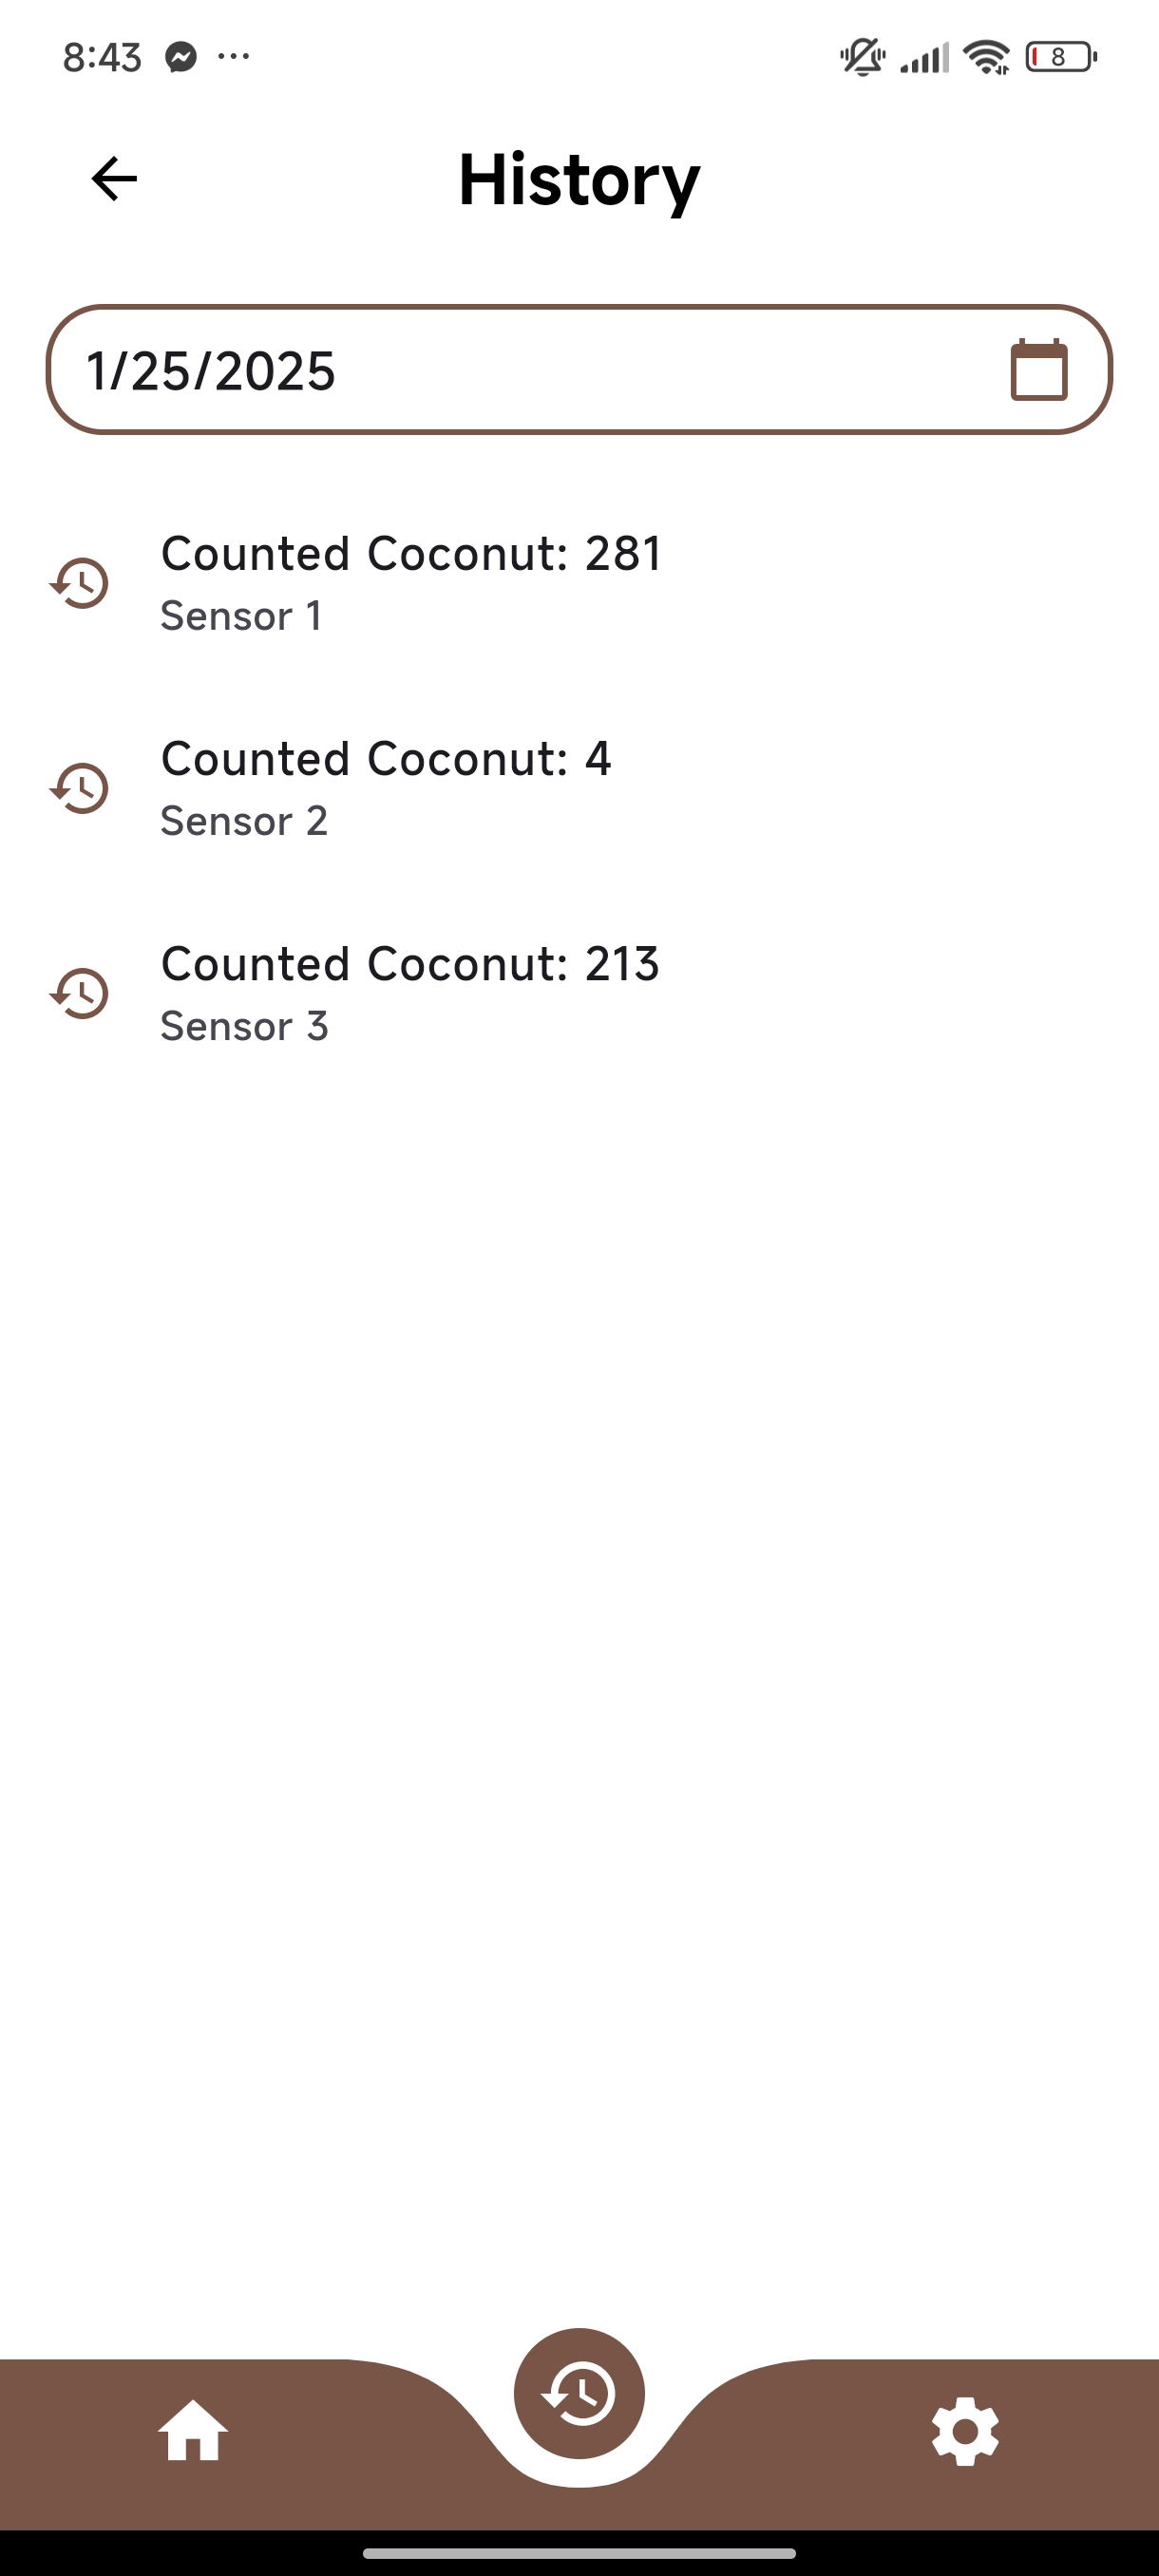 8:43
8
History
1/25/2025
Counted Coconut: 281
Sensor 1
Counted Coconut: 4
Sensor 2
Counted Coconut: 213
Sensor 3